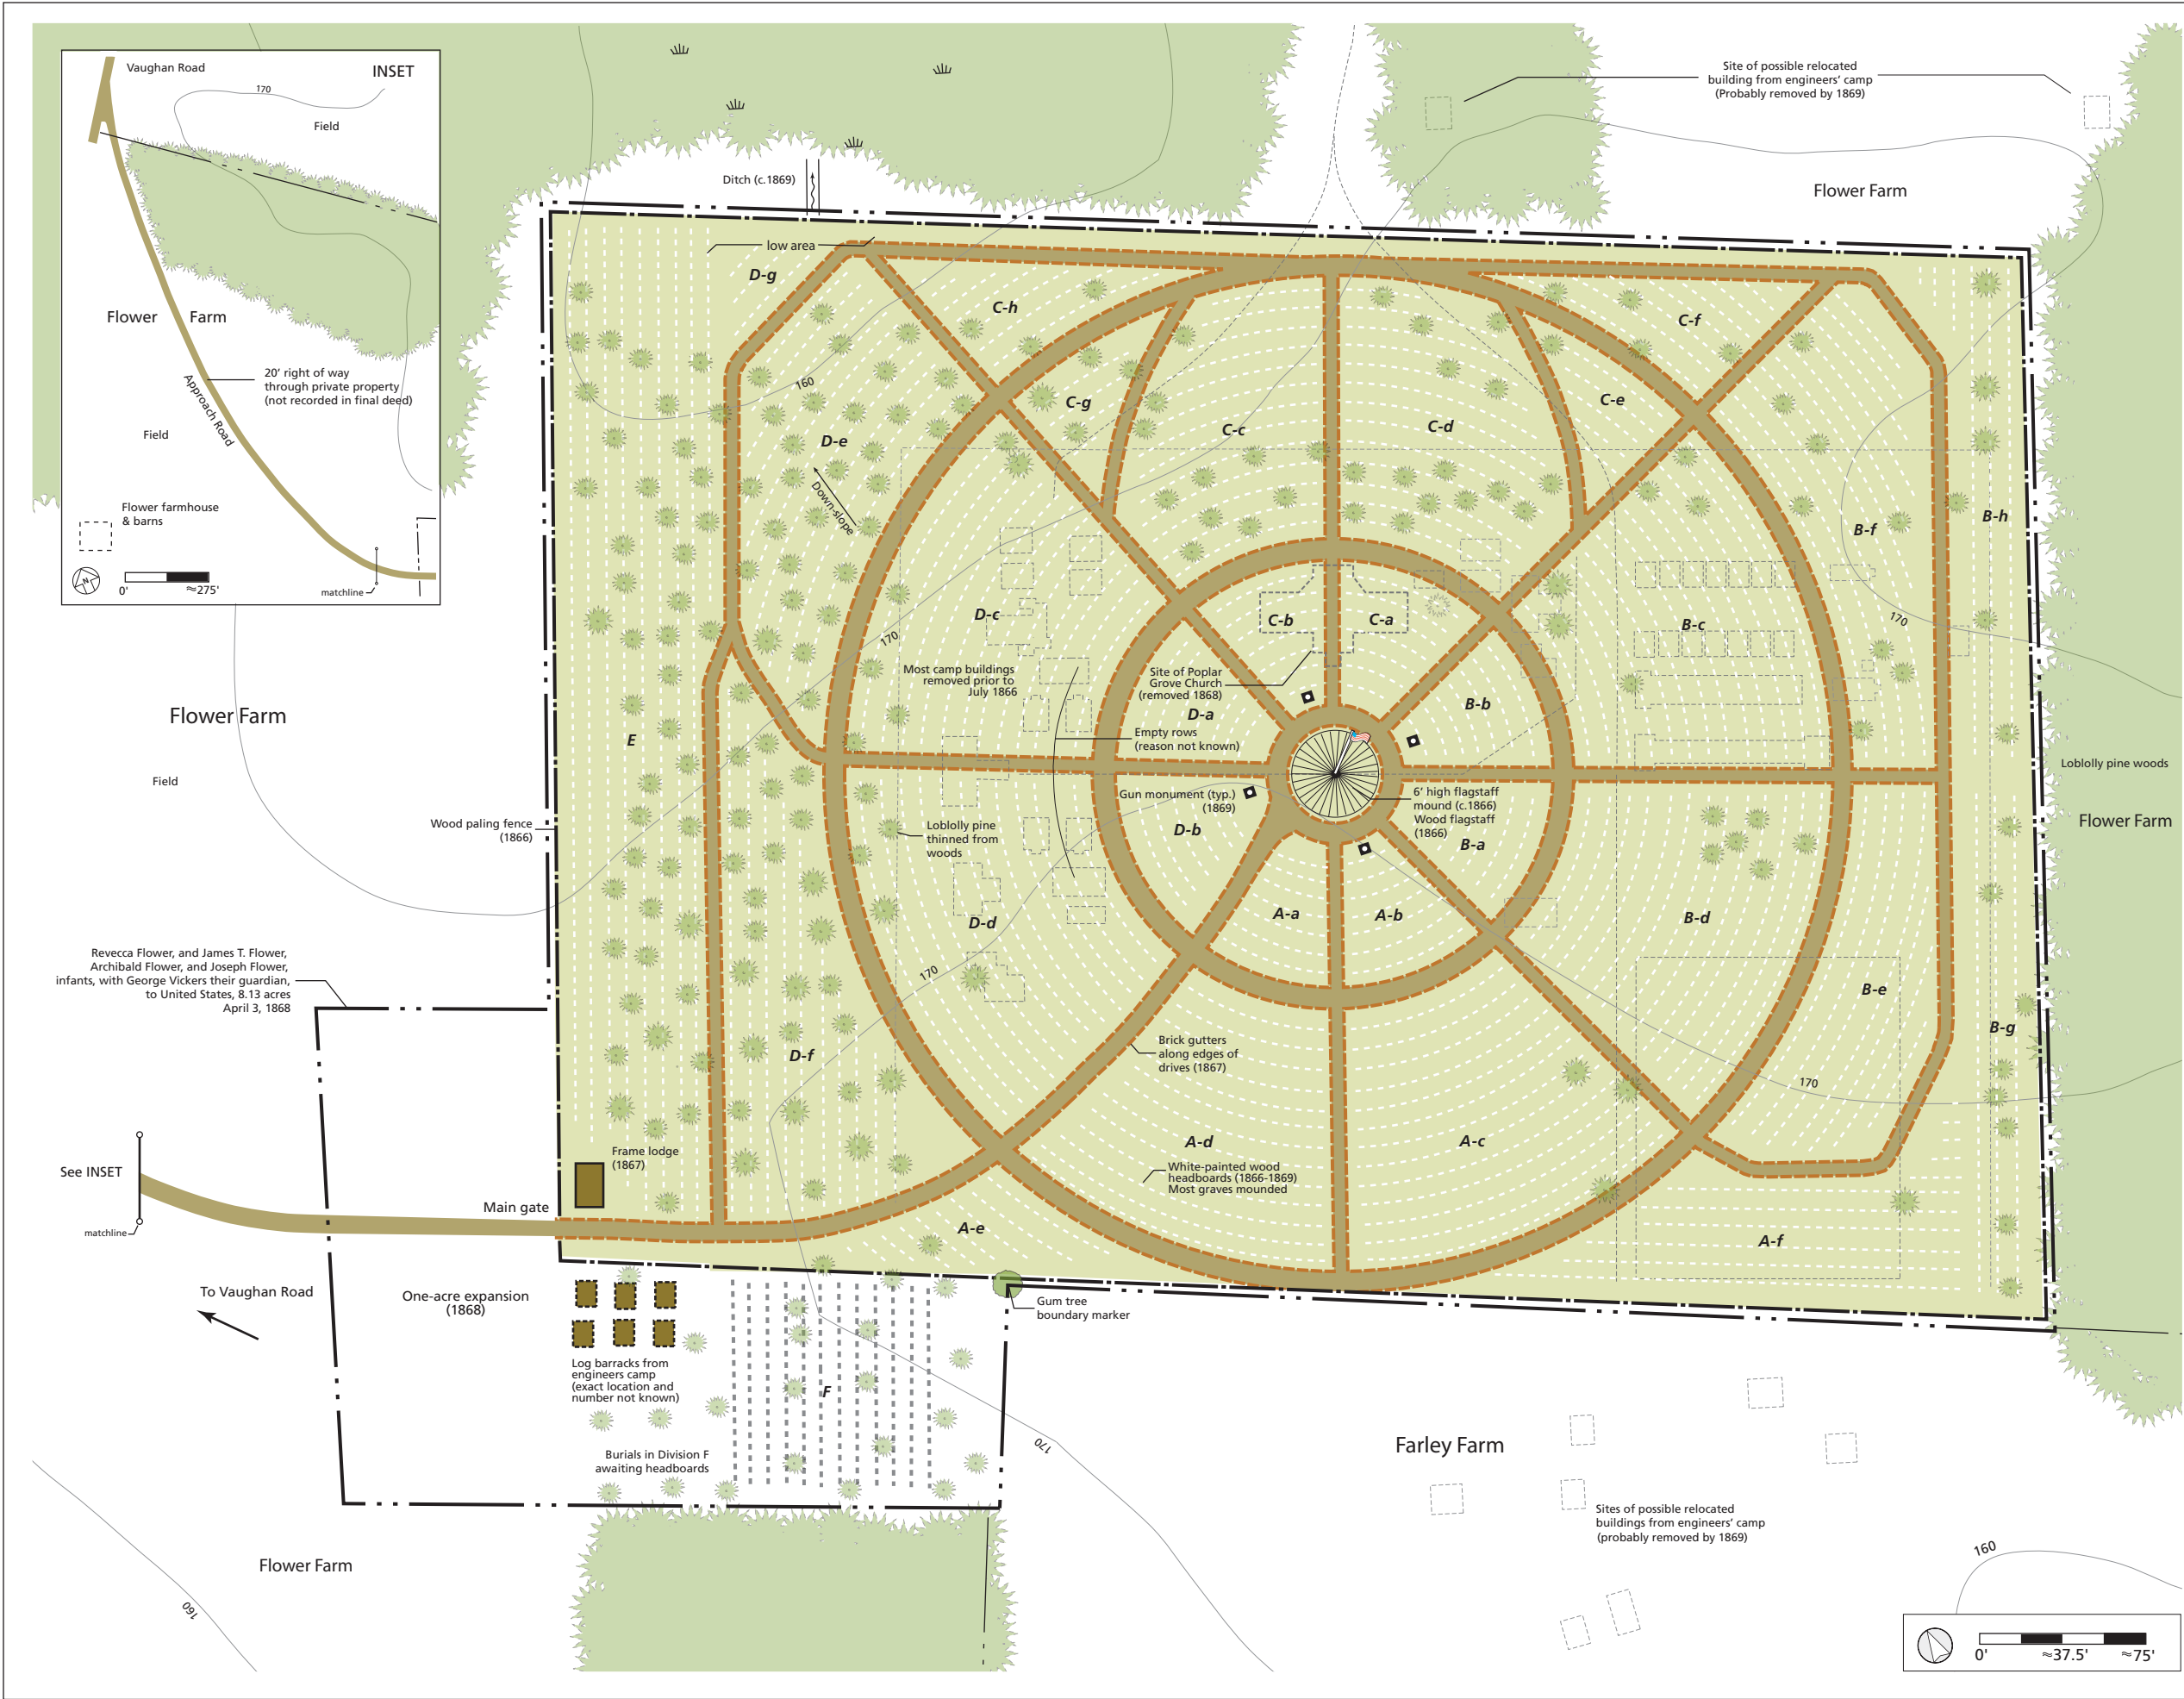 Vaughan Road
INSET
170
Field
Flower Farm
20' right of way
through private property
(not recorded in final deed)
Approach Road
Field
Flower farmhouse
& barns
N
0'
≈275'
matchline
Ditch (c.1869)
Site of possible relocated
building from engineers' camp
(Probably removed by 1869)
Flower Farm
low area
D-g
C-h
C-f
160
C-g
C-e
D-e
C-c
C-d
Down-slope
B-f
B-h
D-c
C-b
C-a
B-c
170
170
Most camp buildings
removed prior to
July 1866
Site of Poplar
Grove Church
(removed 1868)
D-a
B-b
Flower Farm
E
Empty rows
(reason not known)
Field
Loblolly pine woods
Gun monument (typ.)
(1869)
6' high flagstaff
mound (c.1866)
Wood flagstaff
(1866)
Flower Farm
Wood paling fence
(1866)
Loblolly pine
thinned from
woods
D-b
B-a
A-a
A-b
B-d
D-d
Revecca Flower, and James T. Flower,
Archibald Flower, and Joseph Flower,
infants, with George Vickers their guardian,
to United States, 8.13 acres
April 3, 1868
170
B-e
B-g
D-f
Brick gutters
along edges of
drives (1867)
170
A-d
A-c
See INSET
Frame lodge
(1867)
White-painted wood
headboards (1866-1869)
Most graves mounded
Main gate
matchline
A-e
A-f
To Vaughan Road
One-acre expansion
(1868)
Gum tree
boundary marker
Log barracks from
engineers camp
(exact location and
number not known)
F
170
Farley Farm
Burials in Division F
awaiting headboards
Sites of possible relocated
buildings from engineers' camp
(probably removed by 1869)
Flower Farm
160
160
0'
≈37.5'
≈75'